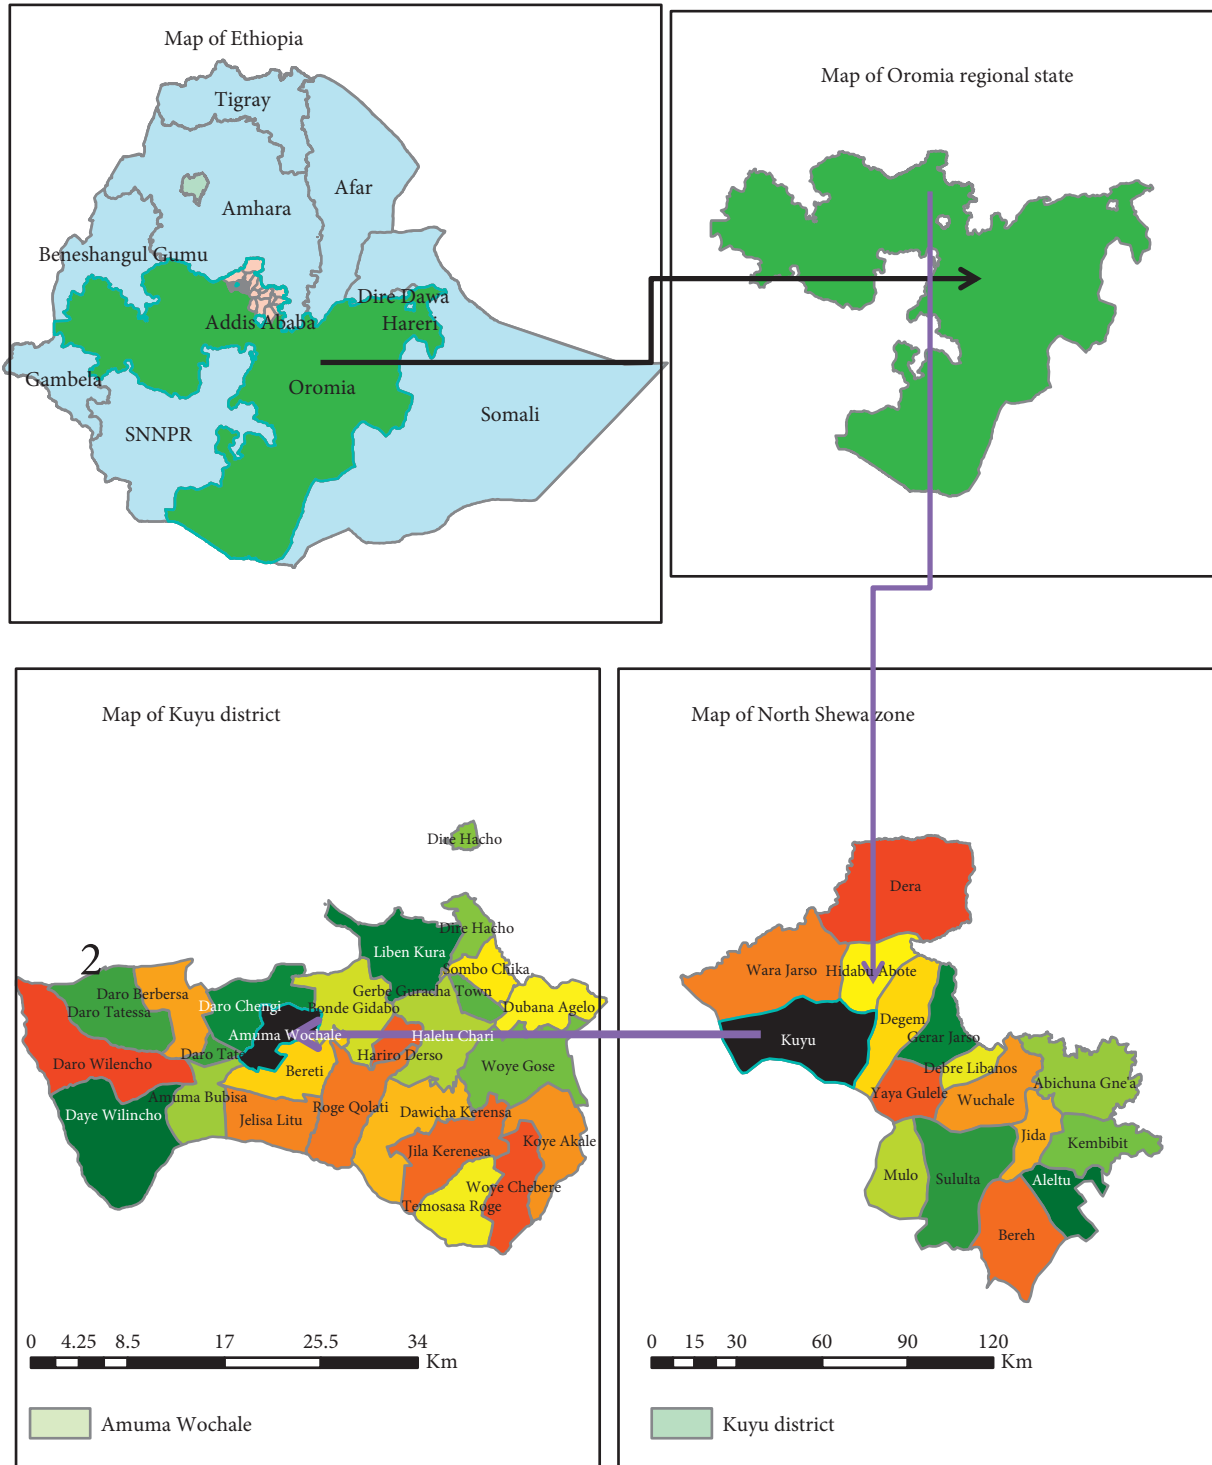 Map of Ethiopia
Tigray
Afar
Amhara
Beneshangul Gumu
Dire Dawa
Addis Ababa
Hareri
Gambela
Oromia
Somali
SNNPR
Map of Oromia regional state
Map of Kuyu district
Dire Hacho
Dire Hacho
Liben Kura
2
Sombo Chika
Daro Berbersa
Gerbe Guracha Town
Daro Tatessa
Daro Chengi
Bonde Gidabo
Dubana Agelo
Amuma Wochale
Halelu Chari
Daro Tate
Hariro Derso
Daro Wilencho
Bereti
Woye Gose
Amuma Bubisa
Roge Qolati
Daye Wilincho
Jelisa Litu
Dawicha Kerensa
Koye Akale
Jila Kerenesa
Woye Chebere
Temosasa Roge
0 4.25 8.5 17 25.5 34
Km
Amuma Wochale
Map of North Shewa zone
Dera
Wara Jarso
Hidabu Abote
Degem
Kuyu
Gerar Jarso
Debre Libanos
Abichuna Gne'a
Yaya Gulele
Wuchale
Jida
Kembibit
Mulo
Sululta
Aleltu
Bereh
0 15 30 60 90 120
Km
Kuyu district